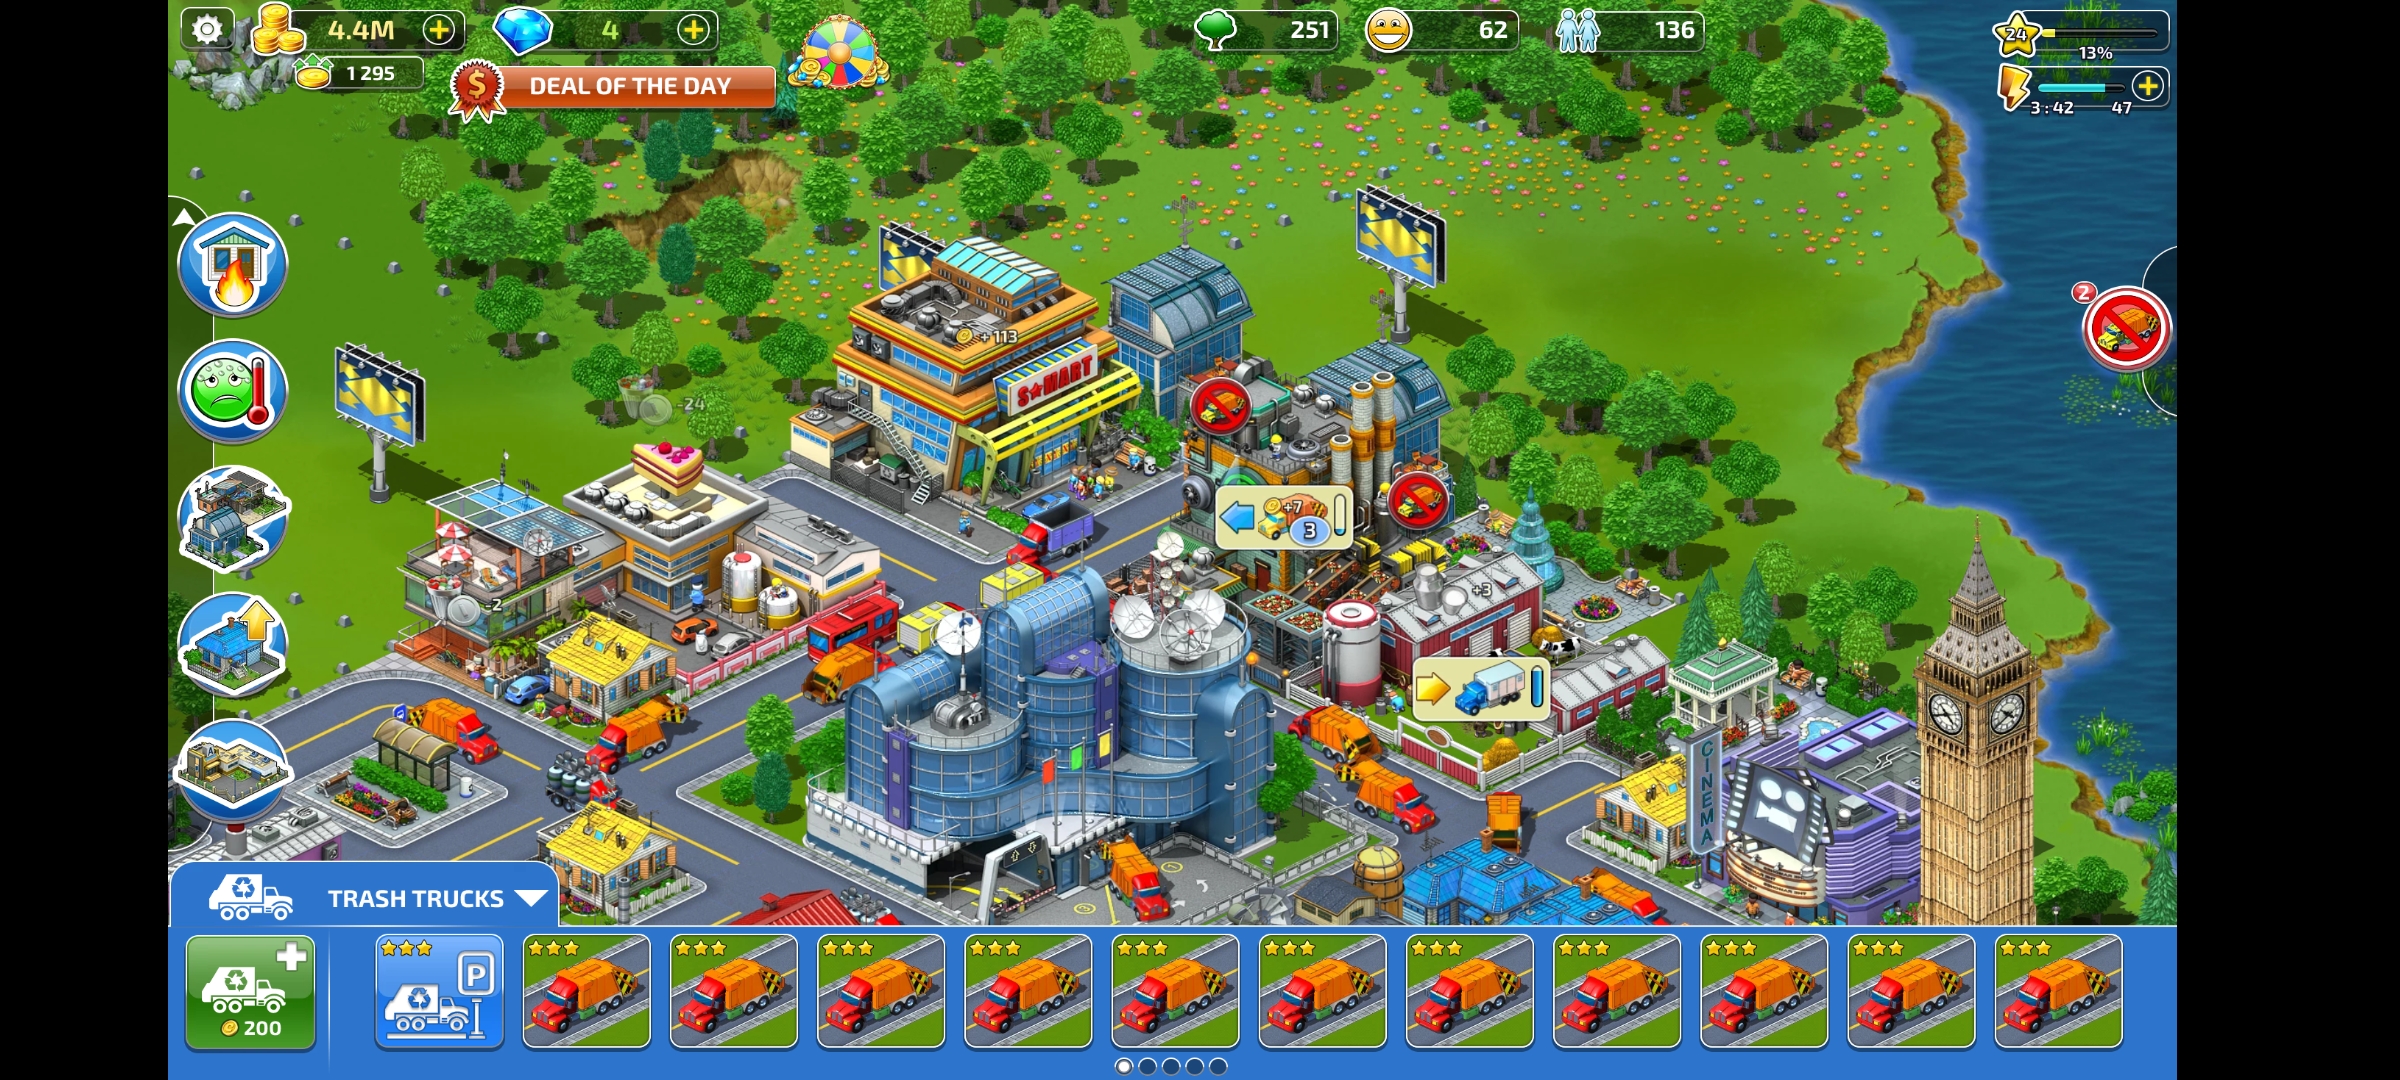 4.4M
4
251
62
136
24
13%
1 295
DEAL OF THE DAY
3:42
47
2
+113
S★MART
-24
+7
3
-2
+3
CINEMA
TRASH TRUCKS
200
P